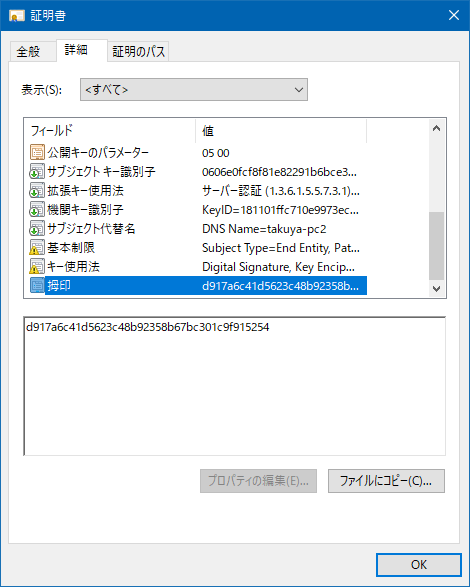 証明書
全般 詳細 証明のパス
表示(S): <すべて>
フィールド 値
公開キーのパラメーター 05 00
サブジェクト キー識別子 0606e0fcf8f81e82291b6bce3...
拡張キー使用法 サーバー認証 (1.3.6.1.5.5.7.3.1)...
機関キー識別子 KeyID=181101ffc710e9973ec...
サブジェクト代替名 DNS Name=takuya-pc2
基本制限 Subject Type=End Entity, Pat...
キー使用法 Digital Signature, Key Encip...
拇印 d917a6c41d5623c48b92358b...
d917a6c41d5623c48b92358b67bc301c9f915254
プロパティの編集(E)... ファイルにコピー(C)...
OK